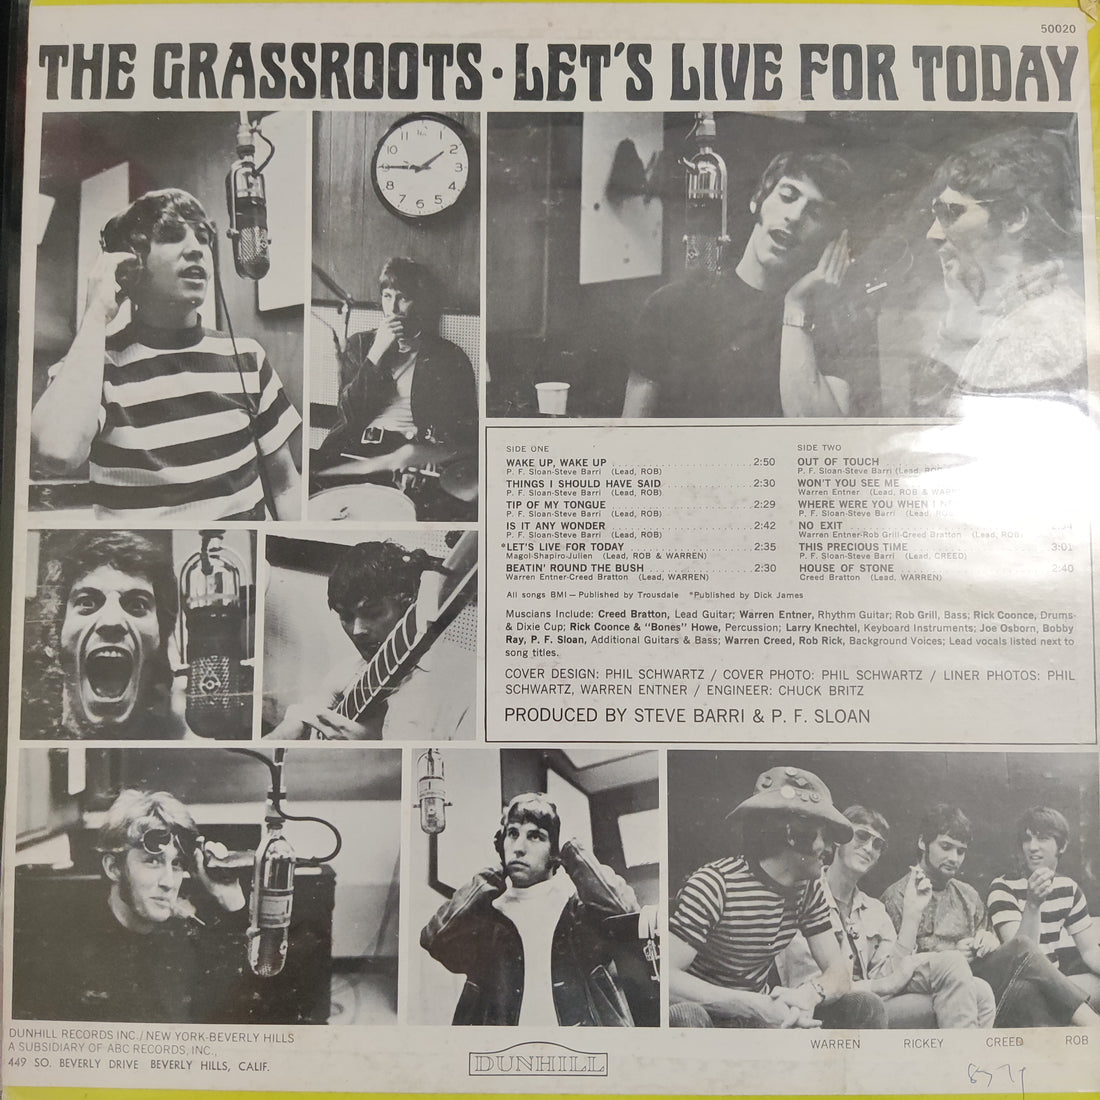 50020
THE GRASSROOTS · LET'S LIVE FOR TODAY
SIDE ONE
WAKE UP, WAKE UP 2:50
P. F. Sloan-Steve Barri (Lead, ROB)
THINGS I SHOULD HAVE SAID 2:30
P. F. Sloan-Steve Barri (Lead, ROB)
TIP OF MY TONGUE 2:29
P. F. Sloan-Steve Barri (Lead, ROB)
IS IT ANY WONDER 2:42
P. F. Sloan-Steve Barri (Lead, ROB)
*LET'S LIVE FOR TODAY 2:35
Magol-Shapiro-Julien (Lead, ROB & WARREN)
BEATIN' ROUND THE BUSH 2:30
Warren Entner-Creed Bratton (Lead, WARREN)
SIDE TWO
OUT OF TOUCH
P. F. Sloan-Steve Barri (Lead, ROB
WON'T YOU SEE ME
Warren Entner (Lead, ROB &
WHERE WERE YOU WHEN I
P. F. Sloan-Steve Barri (Lead,
NO EXIT
Warren Entner-Rob Grill-Creed Bratton (Lead, ROB
THIS PRECIOUS TIME 3:01
P. F. Sloan-Steve Barri (Lead, CREED)
HOUSE OF STONE 2:40
Creed Bratton (Lead, WARREN)
All songs BMI — Published by Trousdale *Published by Dick James
Muscians Include: Creed Bratton, Lead Guitar; Warren Entner, Rhythm Guitar; Rob Grill, Bass; Rick Coonce, Drums-
& Dixie Cup; Rick Coonce & "Bones" Howe, Percussion; Larry Knechtel, Keyboard Instruments; Joe Osborn, Bobby
Ray, P. F. Sloan, Additional Guitars & Bass; Warren Creed, Rob Rick, Background Voices; Lead vocals listed next to
song titles.
COVER DESIGN: PHIL SCHWARTZ / COVER PHOTO: PHIL SCHWARTZ / LINER PHOTOS: PHIL
SCHWARTZ, WARREN ENTNER / ENGINEER: CHUCK BRITZ
PRODUCED BY STEVE BARRI & P. F. SLOAN
DUNHILL RECORDS INC./NEW YORK-BEVERLY HILLS
A SUBSIDIARY OF ABC RECORDS, INC.,
449 SO. BEVERLY DRIVE BEVERLY HILLS, CALIF.
DUNHILL
WARREN RICKEY CREED ROB